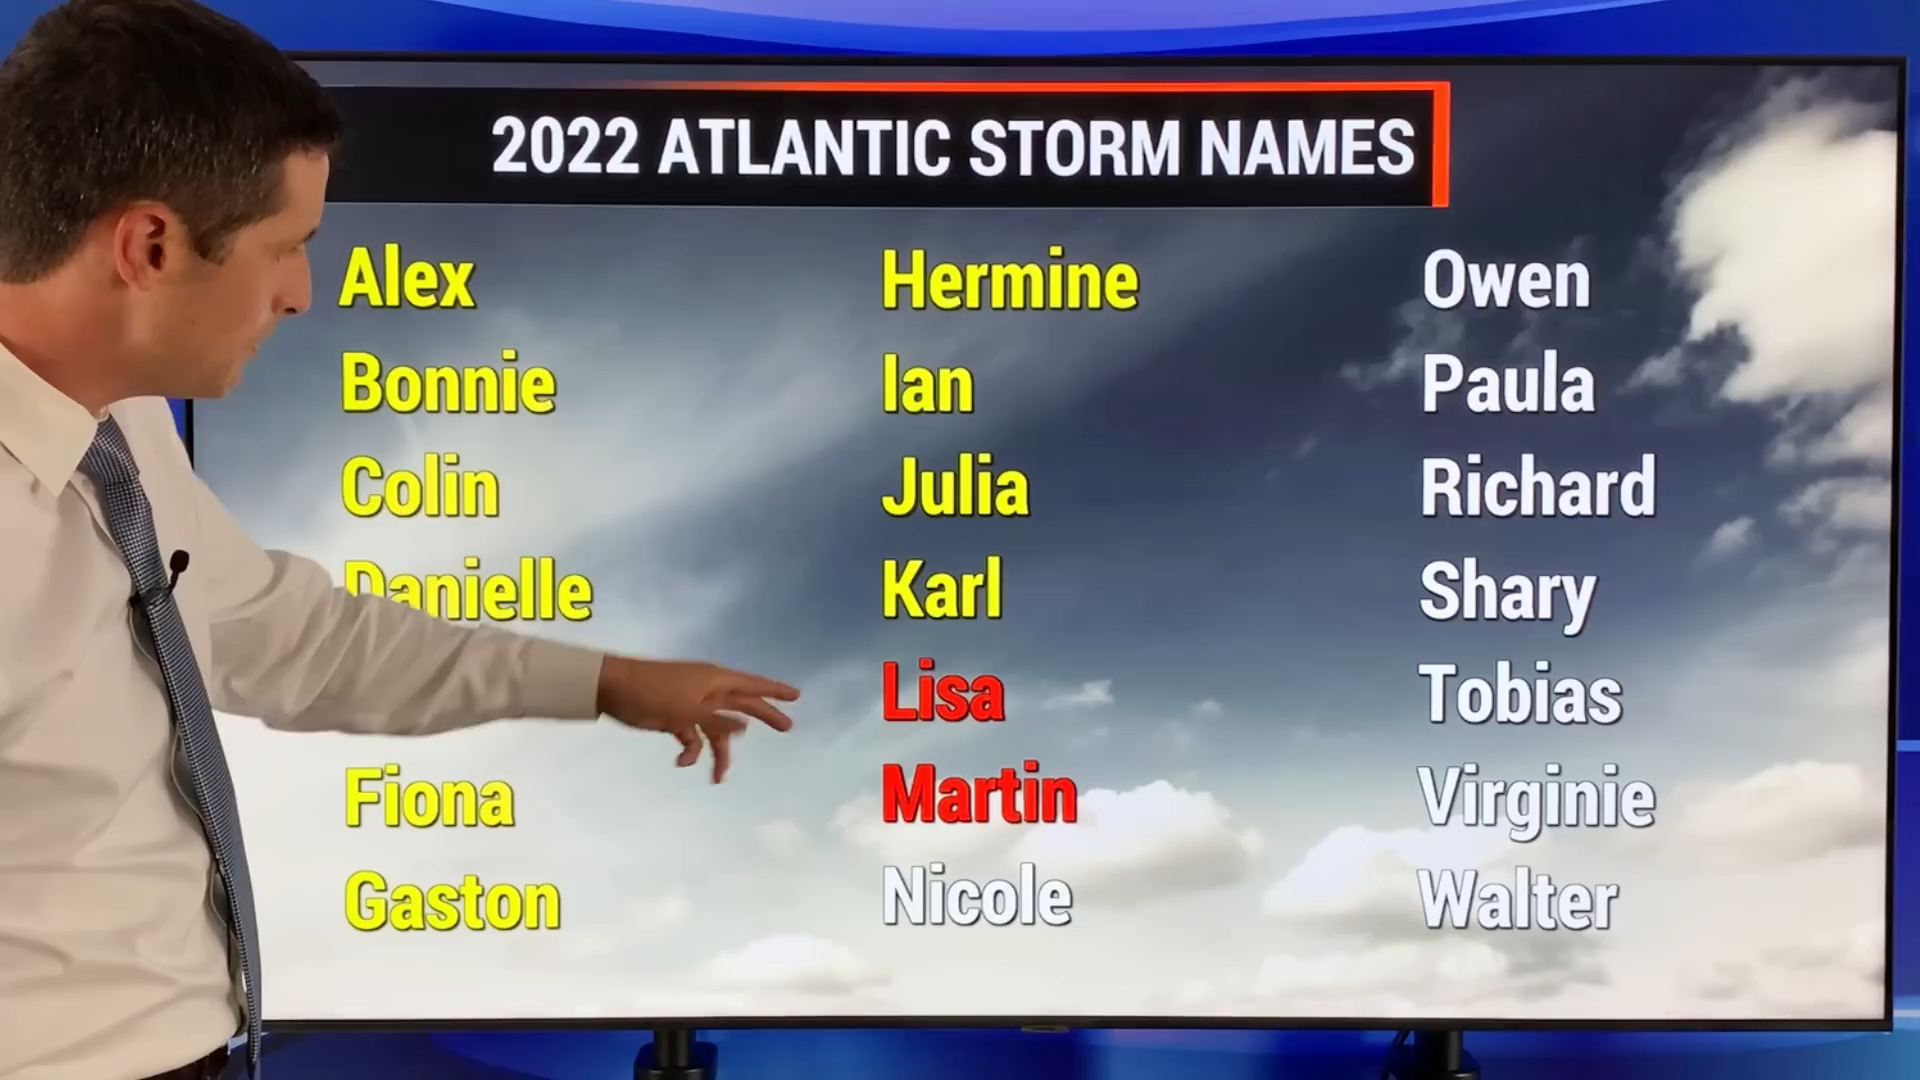 2022 ATLANTIC STORM NAMES
Alex
Bonnie
Colin
Danielle
Fiona
Gaston
Hermine
Ian
Julia
Karl
Lisa
Martin
Nicole
Owen
Paula
Richard
Shary
Tobias
Virginie
Walter